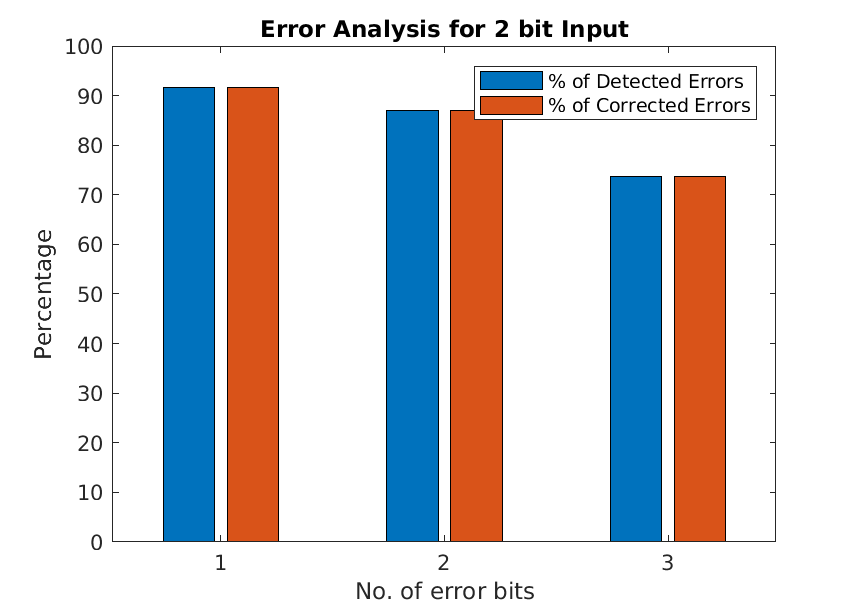 Error Analysis for 2 bit Input
% of Detected Errors
% of Corrected Errors
Percentage
100
90
80
70
60
50
40
30
20
10
0
1 2 3
No. of error bits